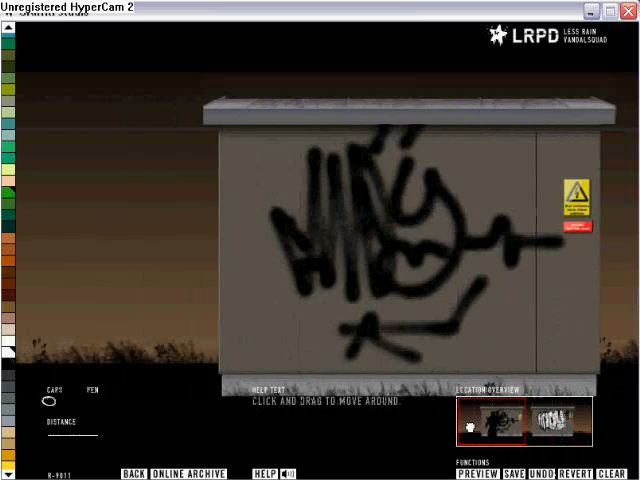 Unregistered HyperCam 2
LRPD LESS RAIN
VANDALSQUAD
CAPS PEN
DISTANCE
R-9011
HELP TEXT
CLICK AND DRAG TO MOVE AROUND.
LOCATION OVERVIEW
FUNCTIONS
BACK ONLINE ARCHIVE HELP PREVIEW SAVE UNDO REVERT CLEAR